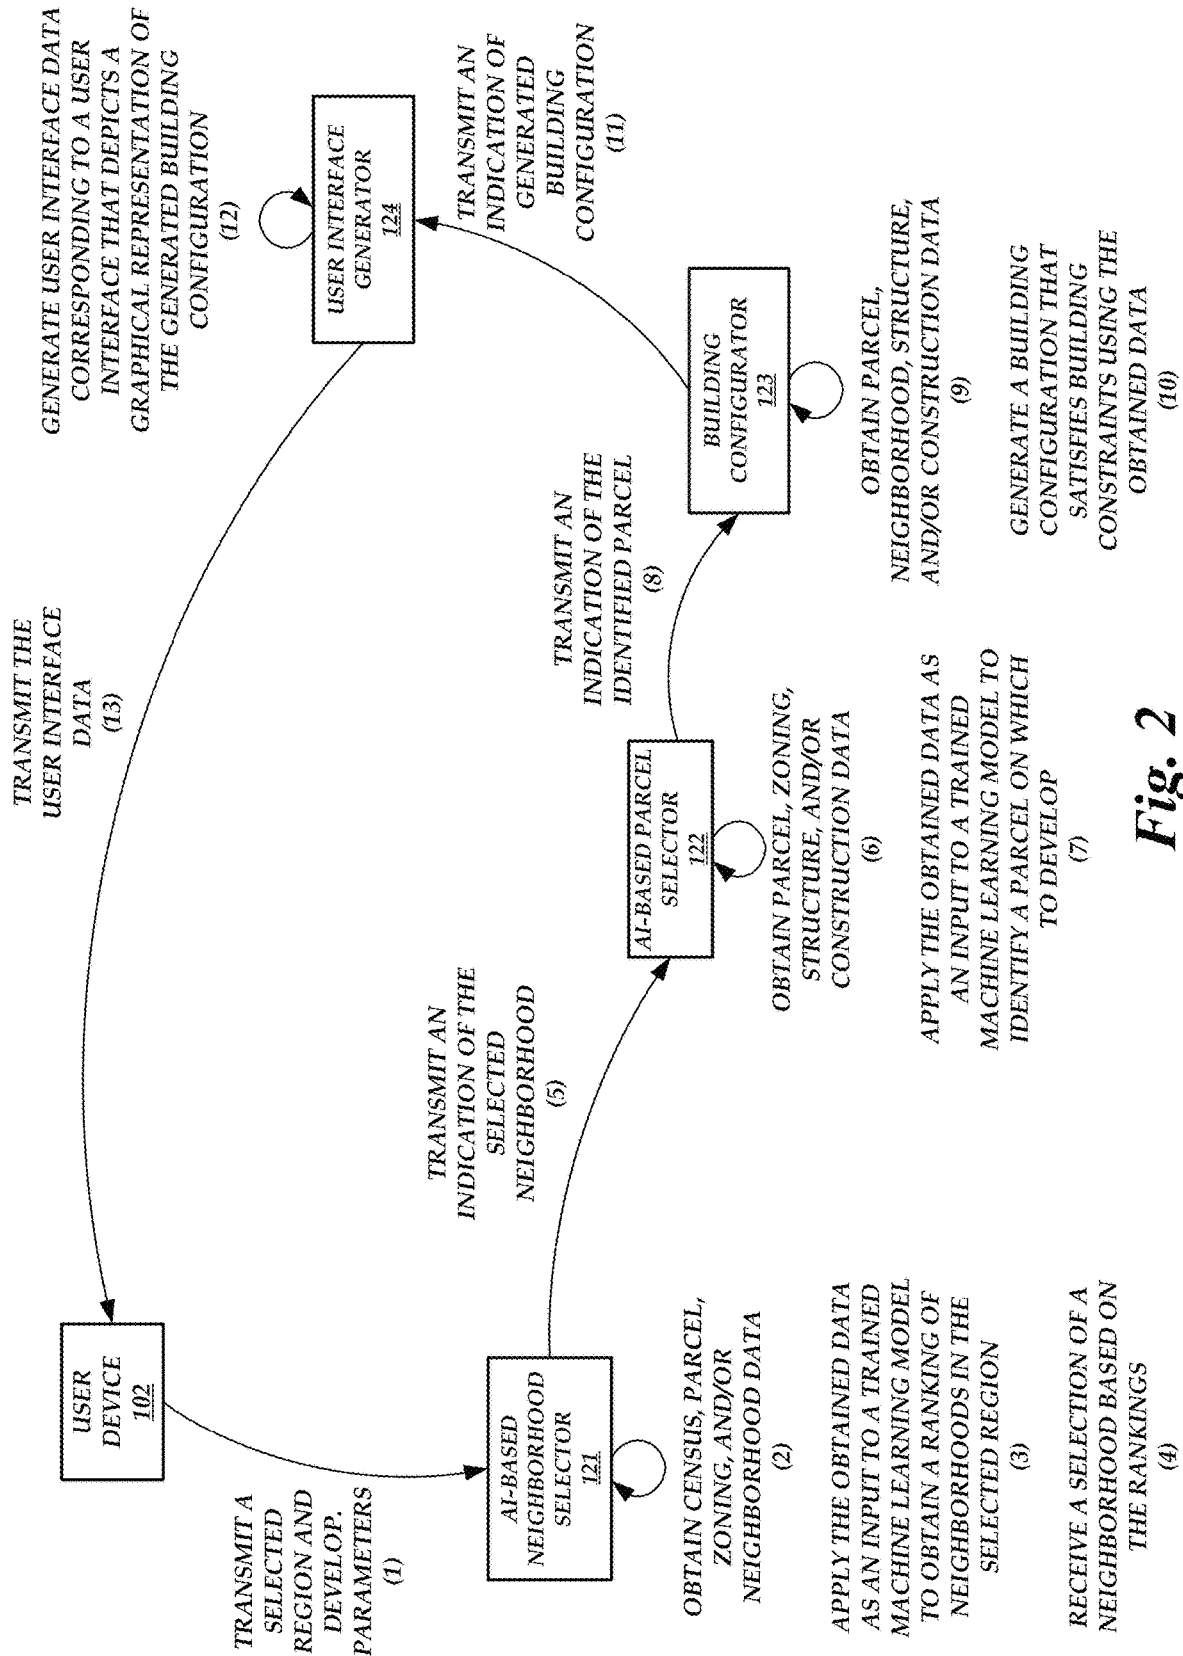 USER
DEVICE
102
TRANSMIT A
SELECTED
REGION AND
DEVELOP.
PARAMETERS
(1)
AI-BASED
NEIGHBORHOOD
SELECTOR
121
OBTAIN CENSUS, PARCEL,
ZONING, AND/OR
NEIGHBORHOOD DATA
(2)
APPLY THE OBTAINED DATA
AS AN INPUT TO A TRAINED
MACHINE LEARNING MODEL
TO OBTAIN A RANKING OF
NEIGHBORHOODS IN THE
SELECTED REGION
(3)
RECEIVE A SELECTION OF A
NEIGHBORHOOD BASED ON
THE RANKINGS
(4)
TRANSMIT AN
INDICATION OF THE
SELECTED
NEIGHBORHOOD
(5)
AI-BASED PARCEL
SELECTOR
122
OBTAIN PARCEL, ZONING,
STRUCTURE, AND/OR
CONSTRUCTION DATA
(6)
APPLY THE OBTAINED DATA AS
AN INPUT TO A TRAINED
MACHINE LEARNING MODEL TO
IDENTIFY A PARCEL ON WHICH
TO DEVELOP
(7)
TRANSMIT AN
INDICATION OF THE
IDENTIFIED PARCEL
(8)
BUILDING
CONFIGURATOR
123
OBTAIN PARCEL,
NEIGHBORHOOD, STRUCTURE,
AND/OR CONSTRUCTION DATA
(9)
GENERATE A BUILDING
CONFIGURATION THAT
SATISFIES BUILDING
CONSTRAINTS USING THE
OBTAINED DATA
(10)
TRANSMIT AN
INDICATION OF
GENERATED
BUILDING
CONFIGURATION
(11)
USER INTERFACE
GENERATOR
124
GENERATE USER INTERFACE DATA
CORRESPONDING TO A USER
INTERFACE THAT DEPICTS A
GRAPHICAL REPRESENTATION OF
THE GENERATED BUILDING
CONFIGURATION
(12)
TRANSMIT THE
USER INTERFACE
DATA
(13)
Fig. 2